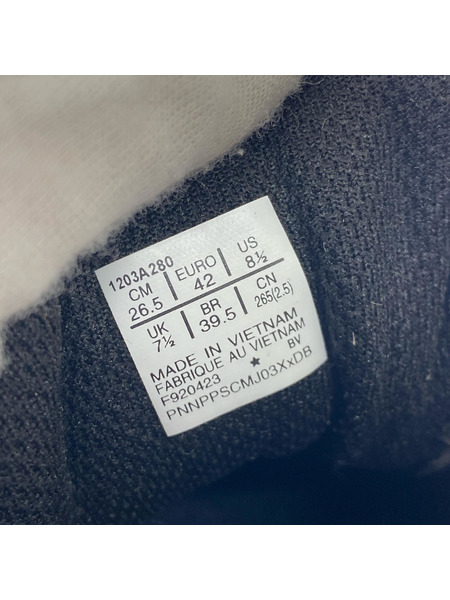 1203A280
CM 26.5 | EURO 42 | US 8½
UK 7½ | BR 39.5 | CN 265(2.5)
MADE IN VIETNAM
FABRIQUE AU VIETNAM
F920423 ★ BV
PNNPPSCMJ03XxDB